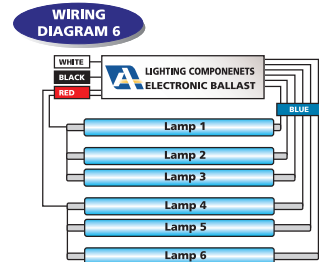 WIRING
DIAGRAM 6
WHITE
BLACK
RED
LIGHTING COMPONENETS
ELECTRONIC BALLAST
BLUE
Lamp 1
Lamp 2
Lamp 3
Lamp 4
Lamp 5
Lamp 6